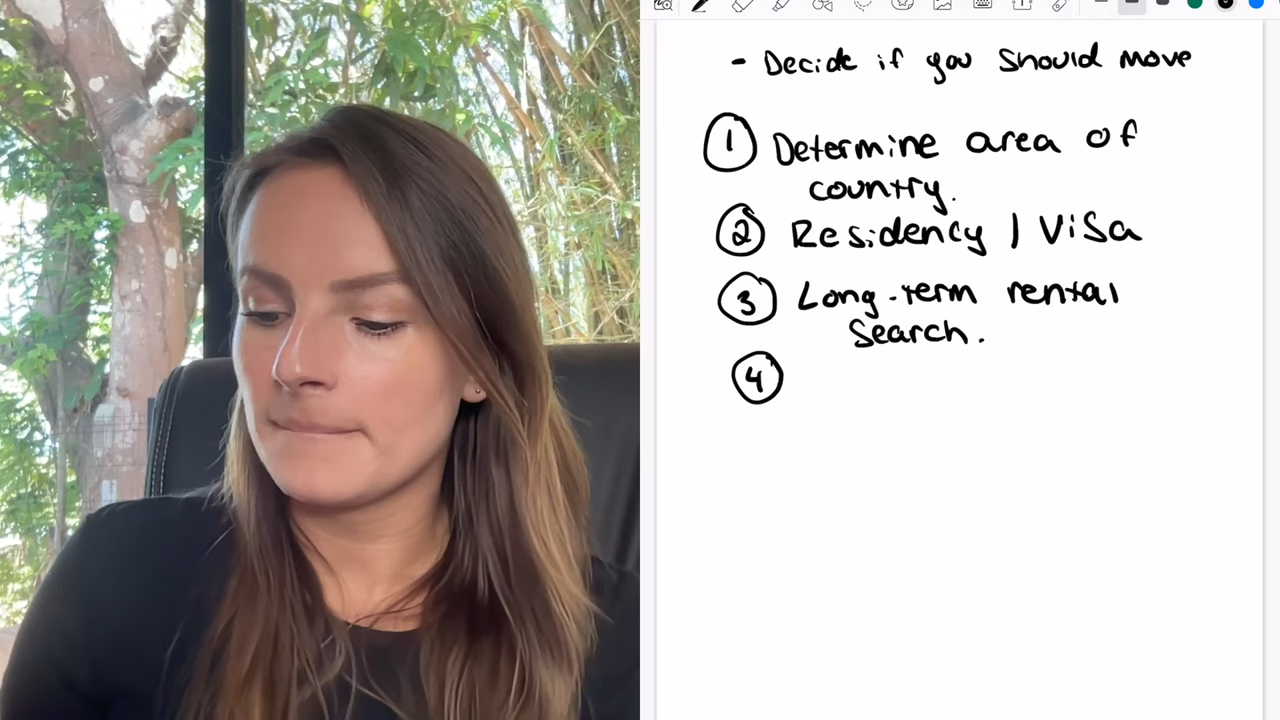 - Decide if you should move
① Determine area of
country.
② Residency | Visa
③ Long-term rental
Search.
④